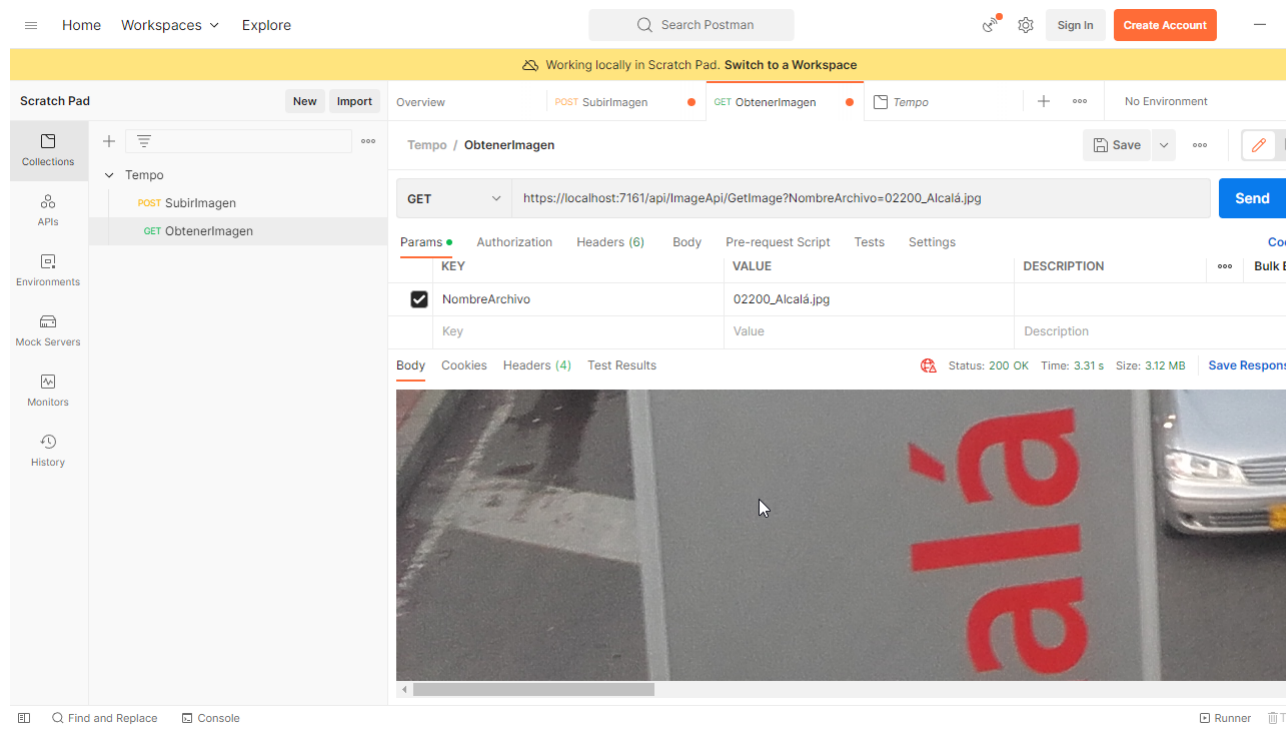 Home Workspaces Explore Search Postman Sign In Create Account
Working locally in Scratch Pad. Switch to a Workspace
Scratch Pad New Import Overview POST SubirImagen GET ObtenerImagen Tempo No Environment
Collections
APIs
Environments
Mock Servers
Monitors
History
Tempo
POST SubirImagen
GET ObtenerImagen
Tempo / ObtenerImagen Save
GET https://localhost:7161/api/ImageApi/GetImage?NombreArchivo=02200_Alcalá.jpg Send
Params Authorization Headers (6) Body Pre-request Script Tests Settings
KEY VALUE DESCRIPTION Bulk
NombreArchivo 02200_Alcalá.jpg
Key Value Description
Body Cookies Headers (4) Test Results Status: 200 OK Time: 3.31 s Size: 3.12 MB Save Respons
alá
Find and Replace Console Runner